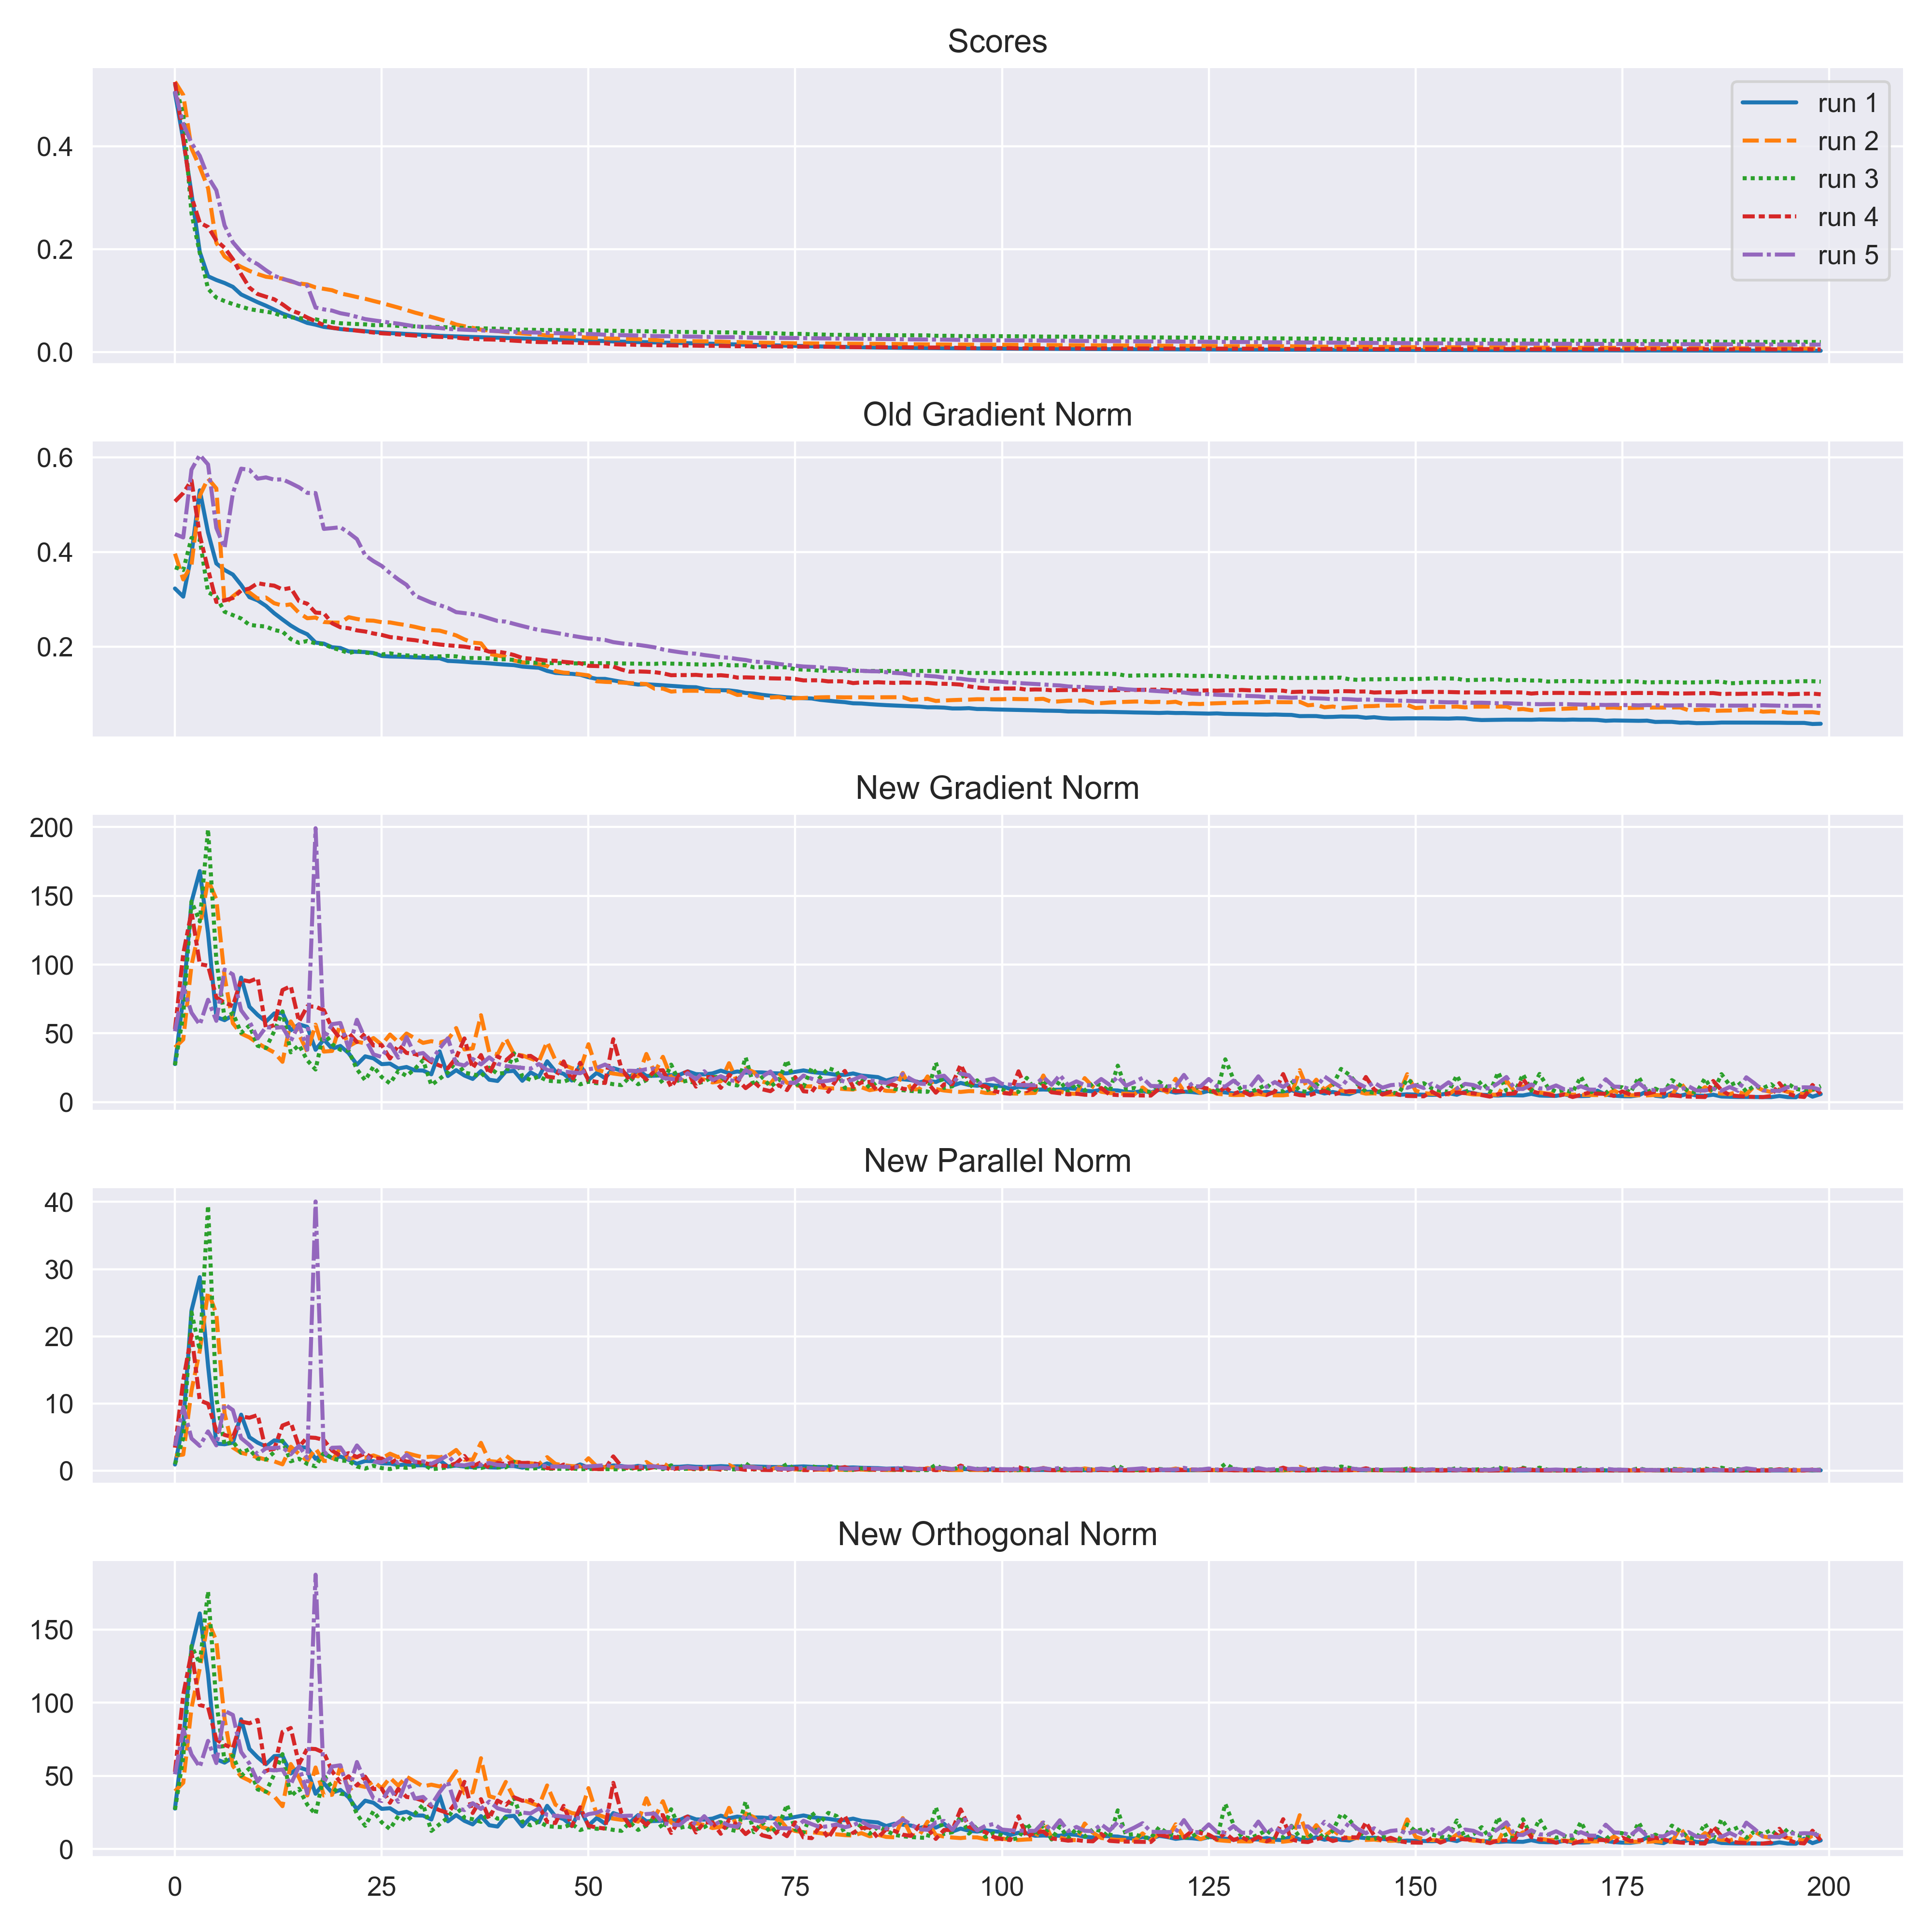 Scores
0.4
0.2
0.0
run 1
run 2
run 3
run 4
run 5
Old Gradient Norm
0.6
0.4
0.2
New Gradient Norm
200
150
100
50
0
New Parallel Norm
40
30
20
10
0
New Orthogonal Norm
150
100
50
0
0 25 50 75 100 125 150 175 200